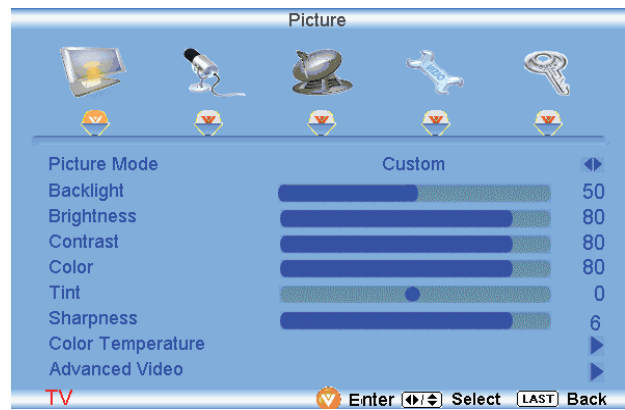 Picture
VIZIO
Picture Mode Custom
Backlight 50
Brightness 80
Contrast 80
Color 80
Tint 0
Sharpness 6
Color Temperature
Advanced Video
TV V Enter Select LAST Back